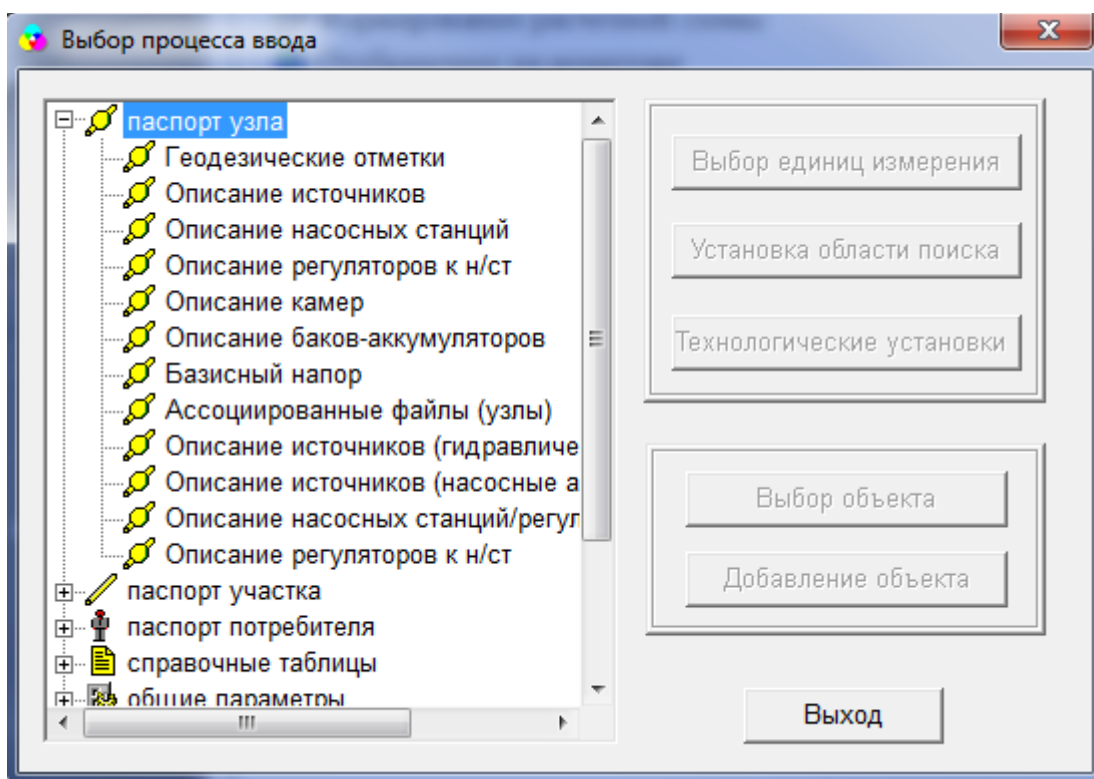 Выбор процесса ввода
паспорт узла
Геодезические отметки
Описание источников
Описание насосных станций
Описание регуляторов к н/ст
Описание камер
Описание баков-аккумуляторов
Базисный напор
Ассоциированные файлы (узлы)
Описание источников (гидравличе
Описание источников (насосные а
Описание насосных станций/регул
Описание регуляторов к н/ст
паспорт участка
паспорт потребителя
справочные таблицы
общие параметры
Выбор единиц измерения
Установка области поиска
Технологические установки
Выбор объекта
Добавление объекта
Выход